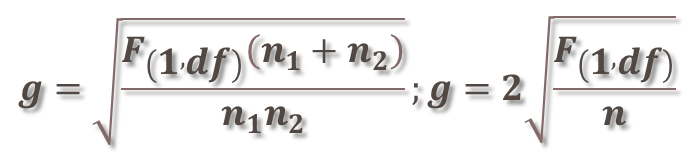 g = √(F₍₁,df₎(n₁ + n₂) / n₁n₂) ; g = 2√(F₍₁,df₎ / n)